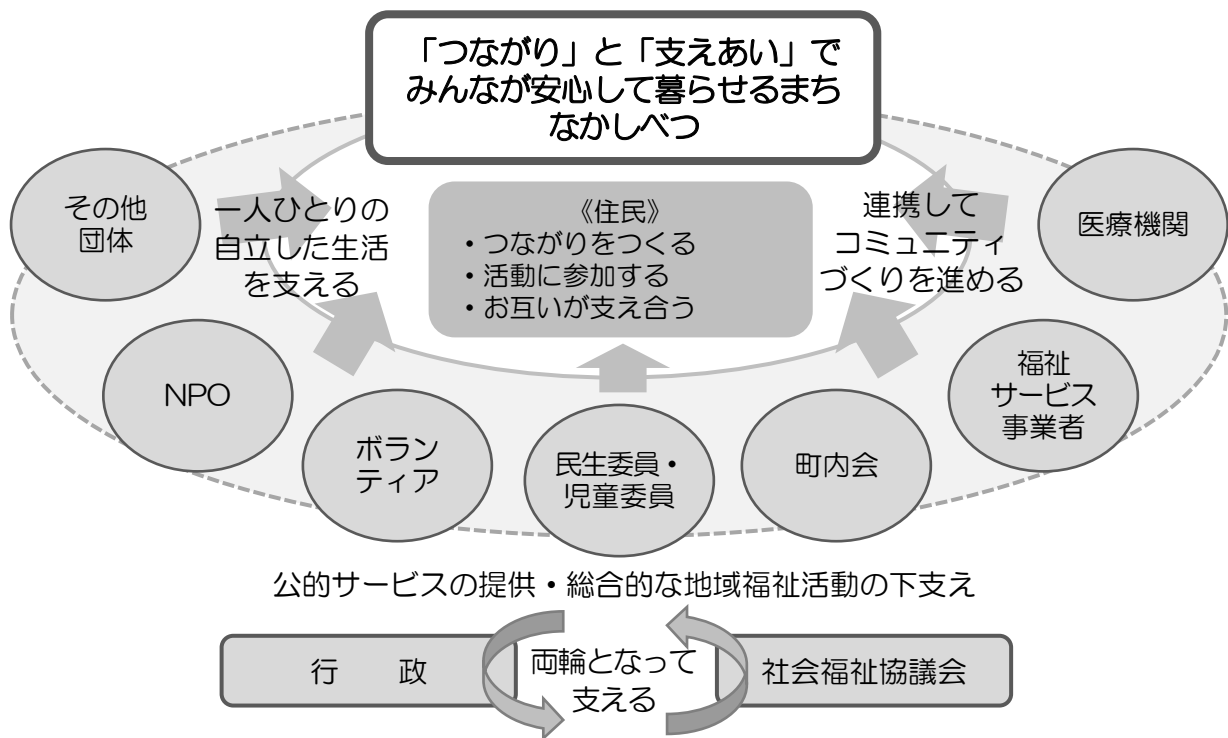 「つながり」と「支えあい」で
みんなが安心して暮らせるまち
なかしべつ
その他
団体
一人ひとりの
自立した生活
を支える
《住民》
・つながりをつくる
・活動に参加する
・お互いが支え合う
連携して
コミュニティ
づくりを進める
医療機関
NPO
ボラン
ティア
民生委員・
児童委員
町内会
福祉
サービス
事業者
公的サービスの提供・総合的な地域福祉活動の下支え
行　政
両輪となって
支える
社会福祉協議会